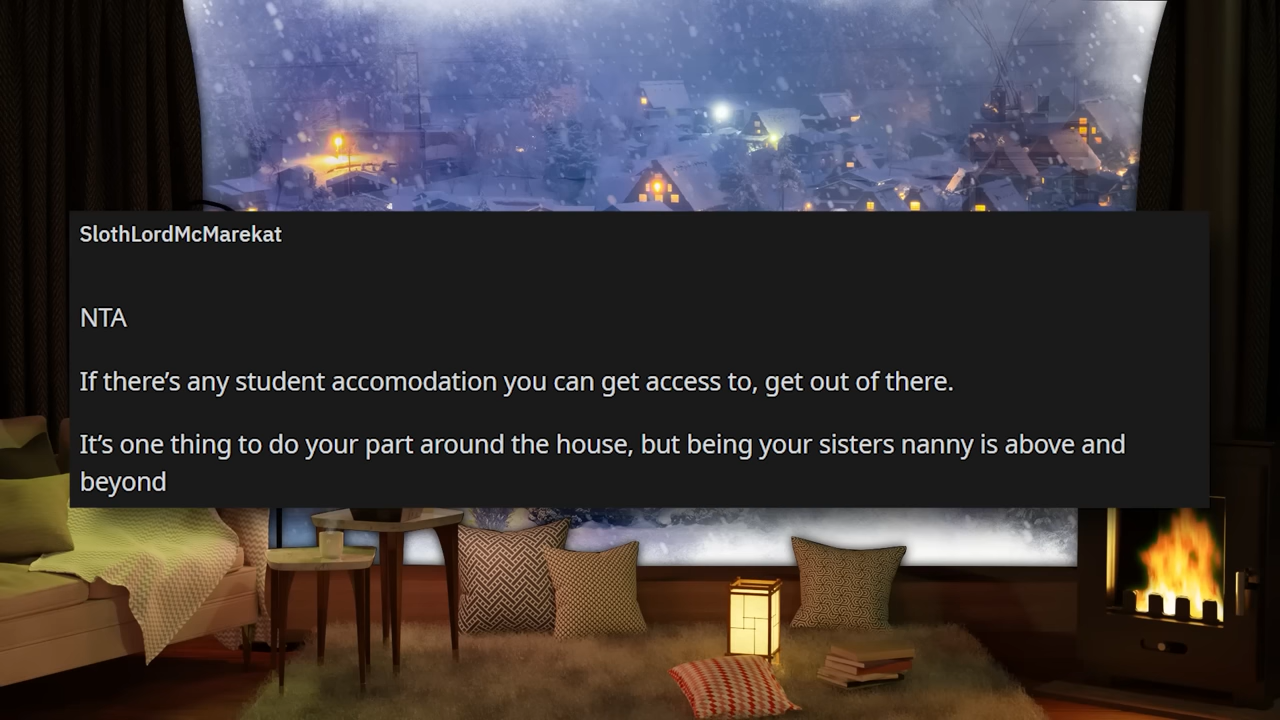 SlothLordMcMarekat
NTA
If there’s any student accomodation you can get access to, get out of there.
It’s one thing to do your part around the house, but being your sisters nanny is above and
beyond